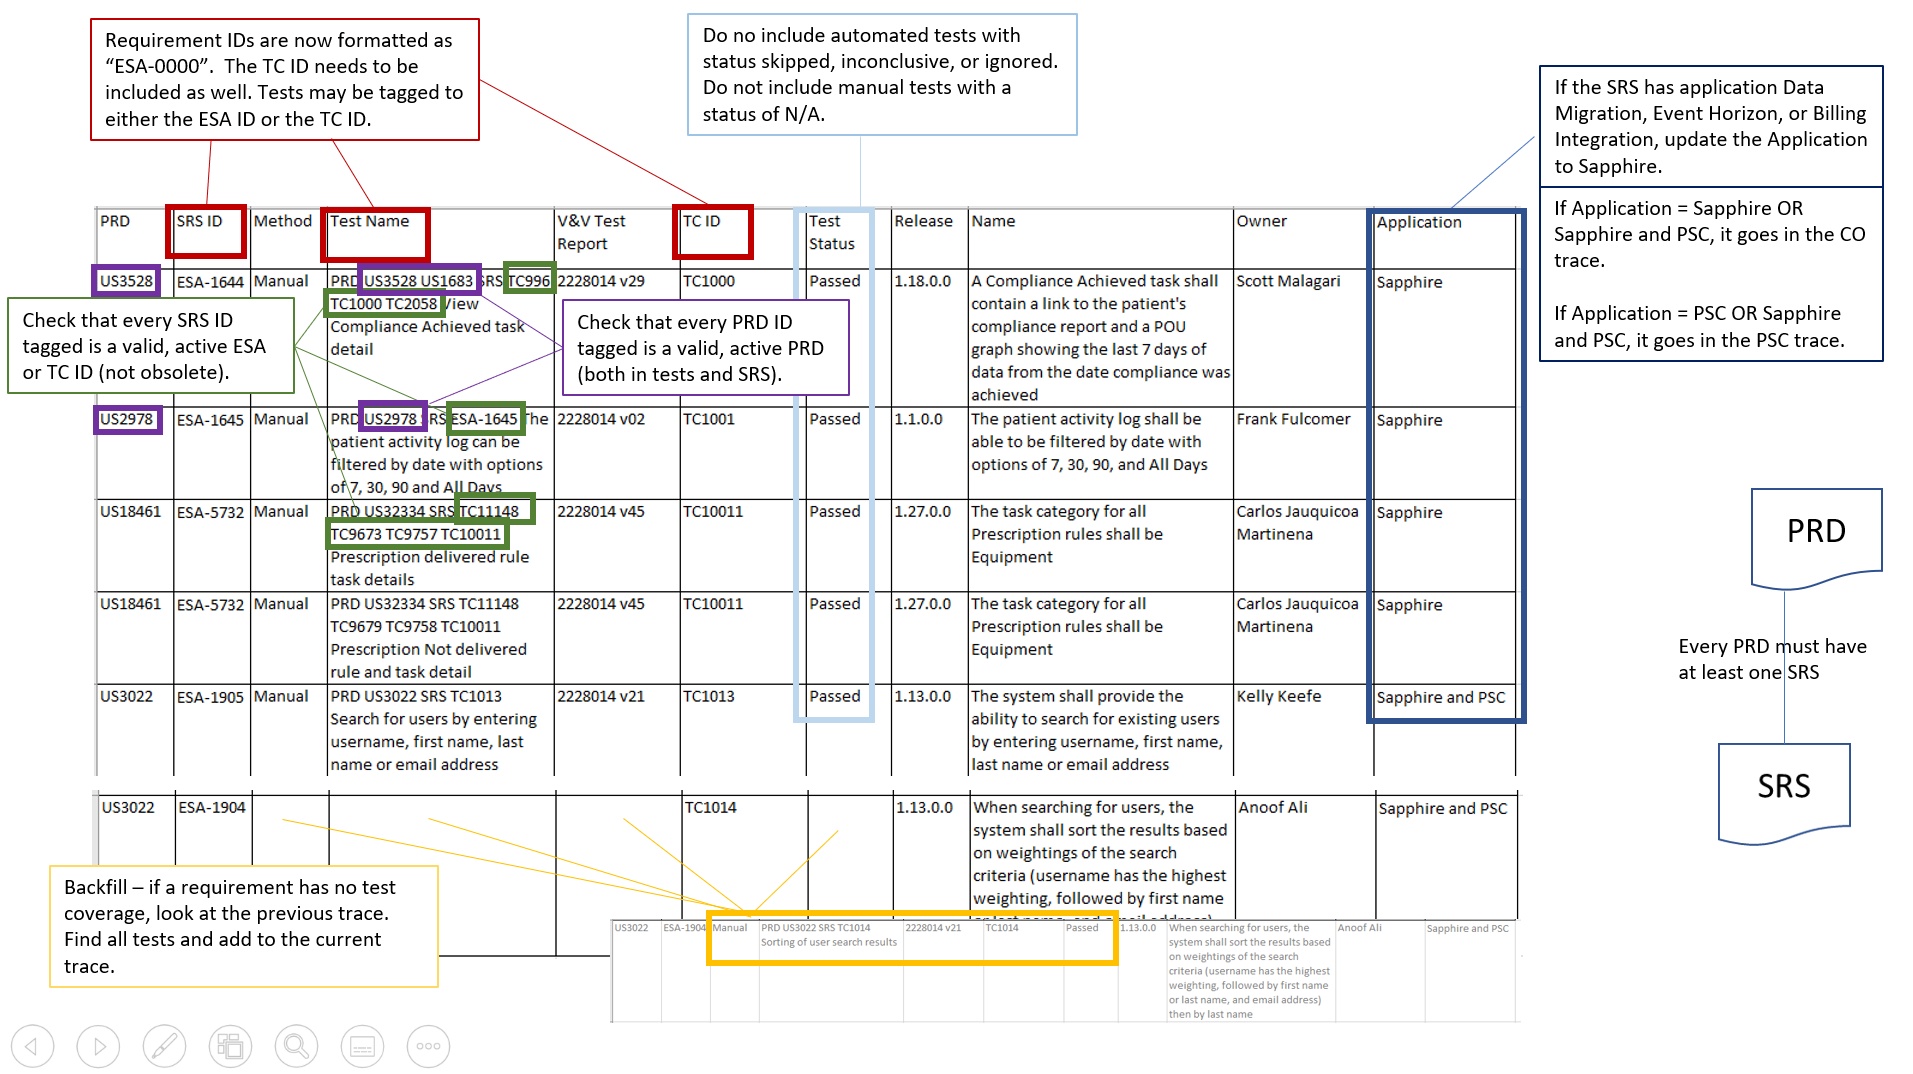 Requirement IDs are now formatted as
“ESA-0000”.  The TC ID needs to be
included as well. Tests may be tagged to
either the ESA ID or the TC ID.
Do no include automated tests with
status skipped, inconclusive, or ignored.
Do not include manual tests with a
status of N/A.
If the SRS has application Data
Migration, Event Horizon, or Billing
Integration, update the Application
to Sapphire.
If Application = Sapphire OR
Sapphire and PSC, it goes in the CO
trace.
If Application = PSC OR Sapphire
and PSC, it goes in the PSC trace.
PRD SRS ID Method Test Name V&V Test TC ID Test Release Name Owner Application
Report Status
US3528 ESA-1644 Manual PRD US3528 US1683 SRS TC996 2228014 v29 TC1000 Passed 1.18.0.0 A Compliance Achieved task shall Scott Malagari Sapphire
TC1000 TC2058 View contain a link to the patient's
Compliance Achieved task compliance report and a POU
detail graph showing the last 7 days of
data from the date compliance was
achieved
Check that every SRS ID
tagged is a valid, active ESA
or TC ID (not obsolete).
Check that every PRD ID
tagged is a valid, active PRD
(both in tests and SRS).
US2978 ESA-1645 Manual PRD US2978 SRS ESA-1645 The 2228014 v02 TC1001 Passed 1.1.0.0 The patient activity log shall be Frank Fulcomer Sapphire
patient activity log can be able to be filtered by date with
filtered by date with options options of 7, 30, 90, and All Days
of 7, 30, 90 and All Days
US18461 ESA-5732 Manual PRD US32334 SRS TC11148 2228014 v45 TC10011 Passed 1.27.0.0 The task category for all Carlos Jauquicoa Sapphire
TC9673 TC9757 TC10011 Prescription rules shall be Martinena
Prescription delivered rule Equipment
task details
US18461 ESA-5732 Manual PRD US32334 SRS TC11148 2228014 v45 TC10011 Passed 1.27.0.0 The task category for all Carlos Jauquicoa Sapphire
TC9679 TC9758 TC10011 Prescription rules shall be Martinena
Prescription Not delivered Equipment
rule and task detail
US3022 ESA-1905 Manual PRD US3022 SRS TC1013 2228014 v21 TC1013 Passed 1.13.0.0 The system shall provide the Kelly Keefe Sapphire and PSC
Search for users by entering ability to search for existing users
username, first name, last by entering username, first name,
name or email address last name or email address
US3022 ESA-1904 TC1014 1.13.0.0 When searching for users, the Anoof Ali Sapphire and PSC
system shall sort the results based
on weightings of the search
criteria (username has the highest
weighting, followed by first name
or last name, and email address)
Backfill – if a requirement has no test
coverage, look at the previous trace.
Find all tests and add to the current
trace.
US3022 ESA-1904 Manual PRD US3022 SRS TC1014 2228014 v21 TC1014 Passed 1.13.0.0 When searching for users, the Anoof Ali Sapphire and PSC
Sorting of user search results system shall sort the results based
on weightings of the search
criteria (username has the highest
weighting, followed by first name
or last name, and email address)
then by last name
PRD
Every PRD must have
at least one SRS
SRS